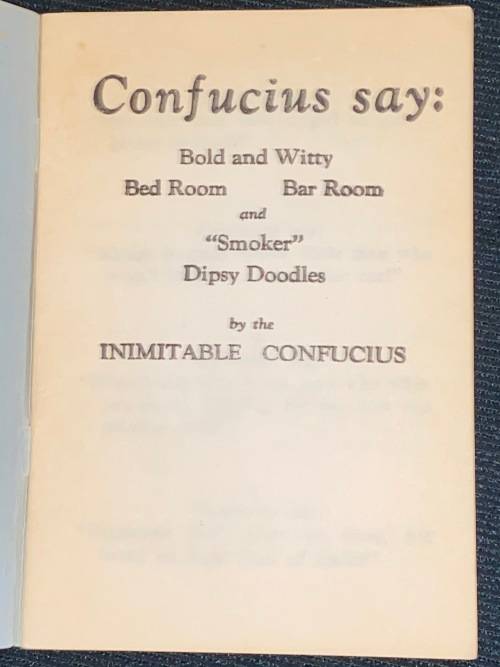 Confucius say:
Bold and Witty
Bed Room Bar Room
and
“Smoker”
Dipsy Doodles
by the
INIMITABLE CONFUCIUS